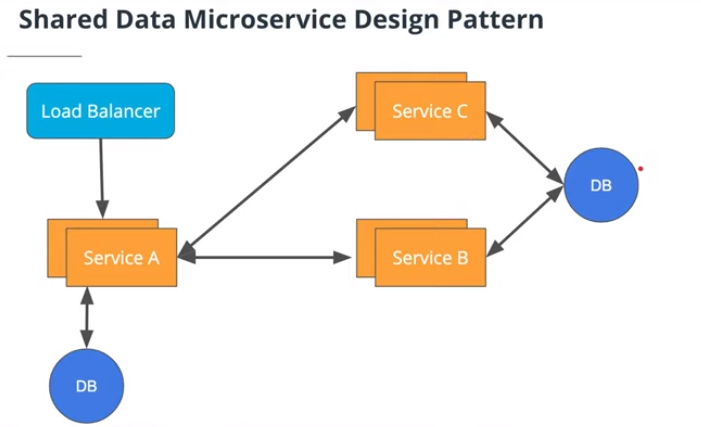 Shared Data Microservice Design Pattern
Load Balancer
Service C
DB
Service A
Service B
DB